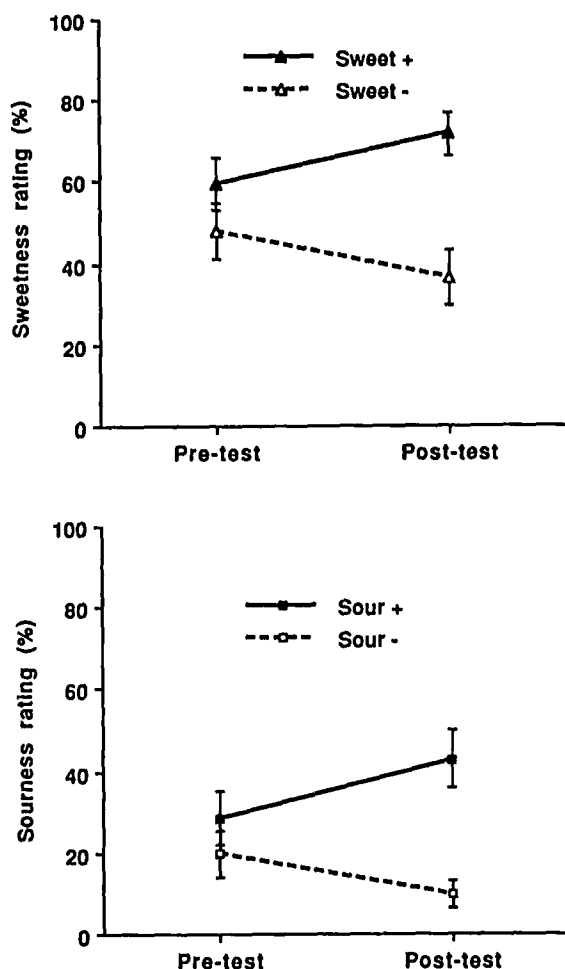 100
80
60
40
20
0
Sweetness rating (%)
Sweet +
Sweet -
Pre-test
Post-test
100
80
60
40
20
0
Sourness rating (%)
Sour +
Sour -
Pre-test
Post-test